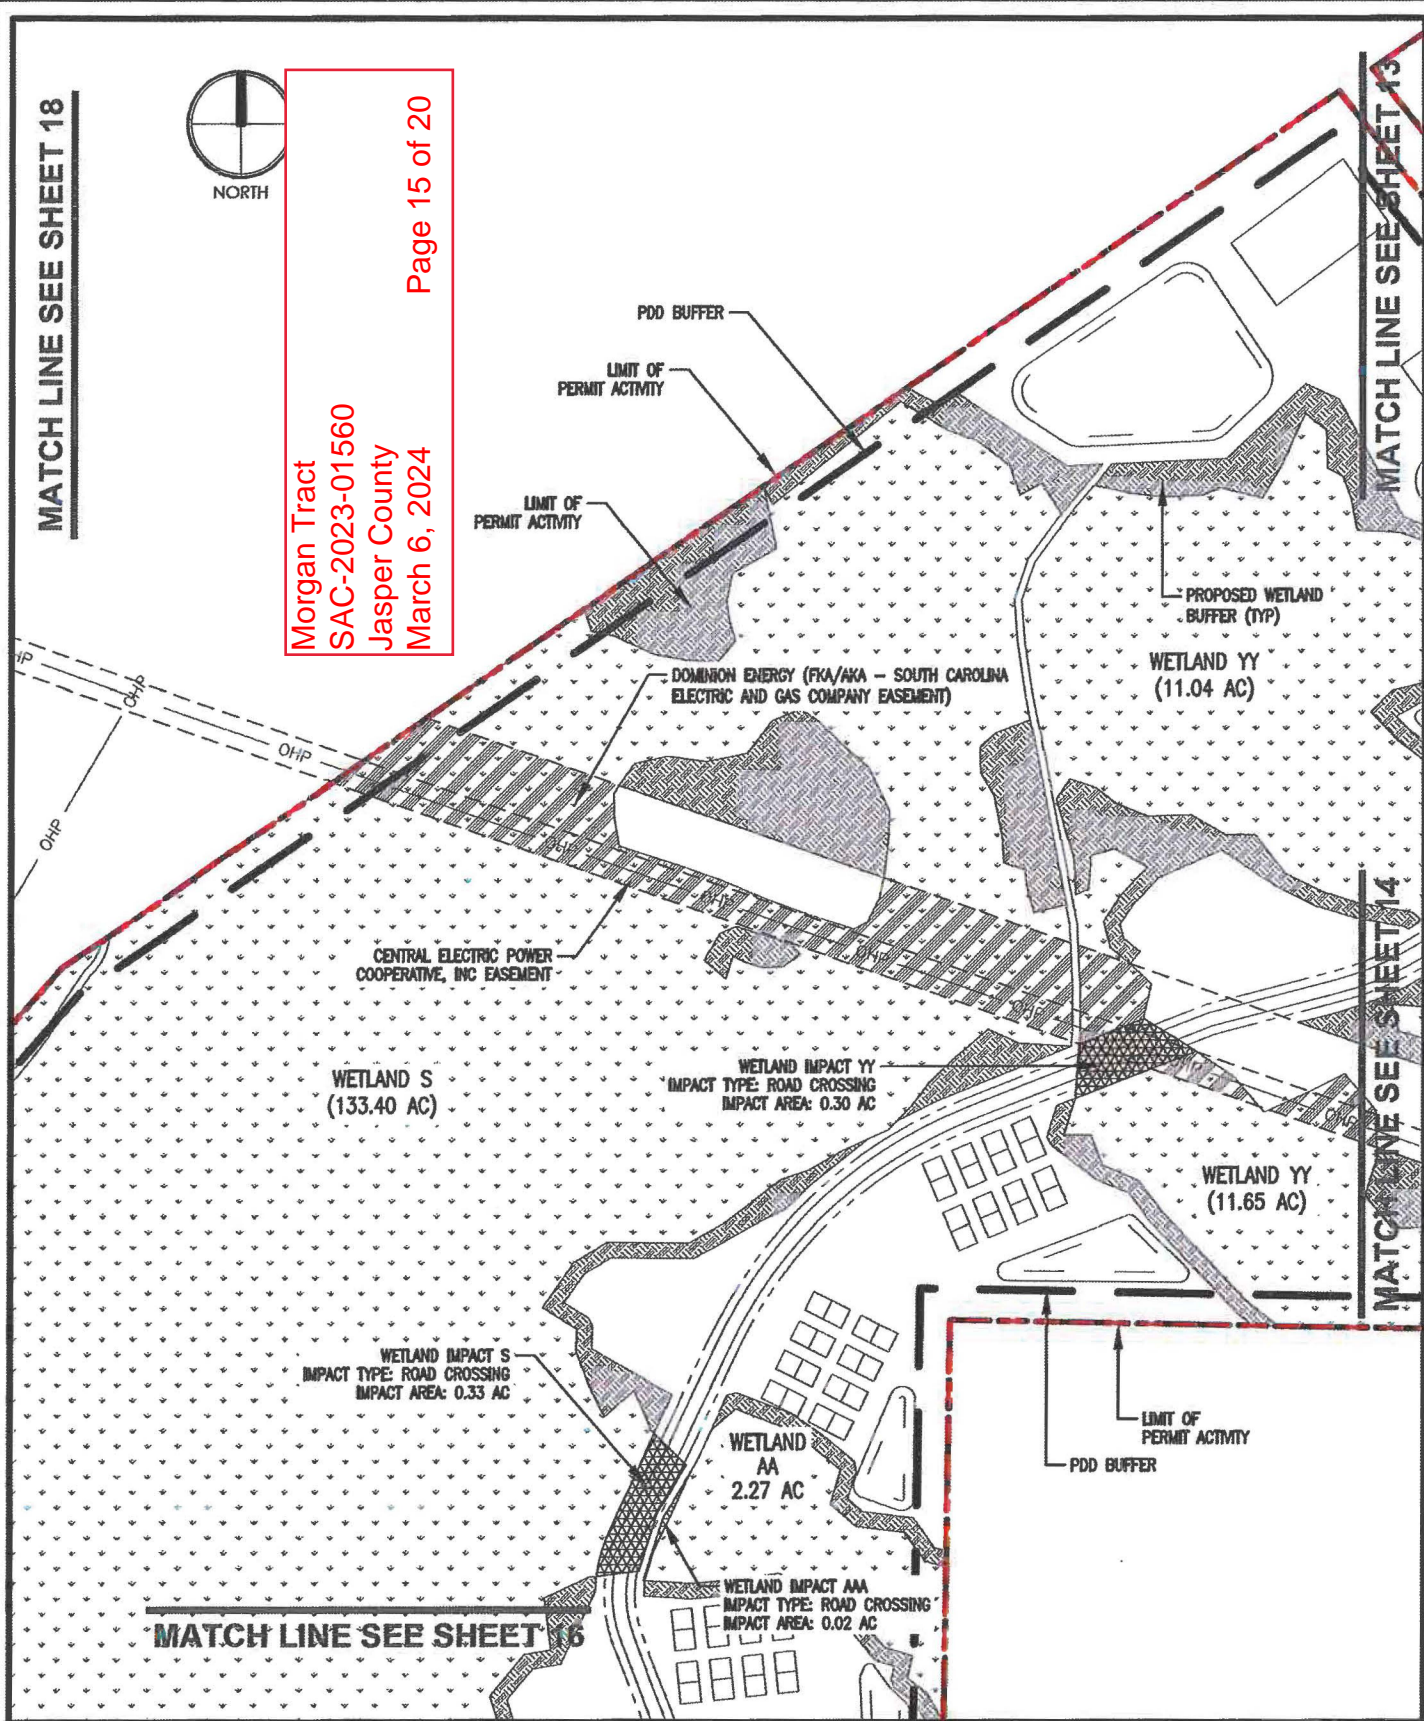 MATCH LINE SEE SHEET 18
NORTH
Morgan Tract
SAC-2023-01560
Jasper County
March 6, 2024
Page 15 of 20
MATCH LINE SEE SHEET 13
PDD BUFFER
LIMIT OF
PERMIT ACTIVITY
LIMIT OF
PERMIT ACTIVITY
PROPOSED WETLAND
BUFFER (TYP)
WETLAND YY
(11.04 AC)
DOMINION ENERGY (FKA/AKA – SOUTH CAROLINA
ELECTRIC AND GAS COMPANY EASEMENT)
OHP
OHP
OHP
OHP
OHP
OHP
OHP
OHP
CENTRAL ELECTRIC POWER
COOPERATIVE, INC EASEMENT
MATCH LINE SEE SHEET 14
WETLAND S
(133.40 AC)
WETLAND IMPACT YY
IMPACT TYPE: ROAD CROSSING
IMPACT AREA: 0.30 AC
OHP
WETLAND YY
(11.65 AC)
WETLAND IMPACT S
IMPACT TYPE: ROAD CROSSING
IMPACT AREA: 0.33 AC
LIMIT OF
PERMIT ACTIVITY
PDD BUFFER
WETLAND
AA
2.27 AC
WETLAND IMPACT AAA
IMPACT TYPE: ROAD CROSSING
IMPACT AREA: 0.02 AC
MATCH LINE SEE SHEET 16